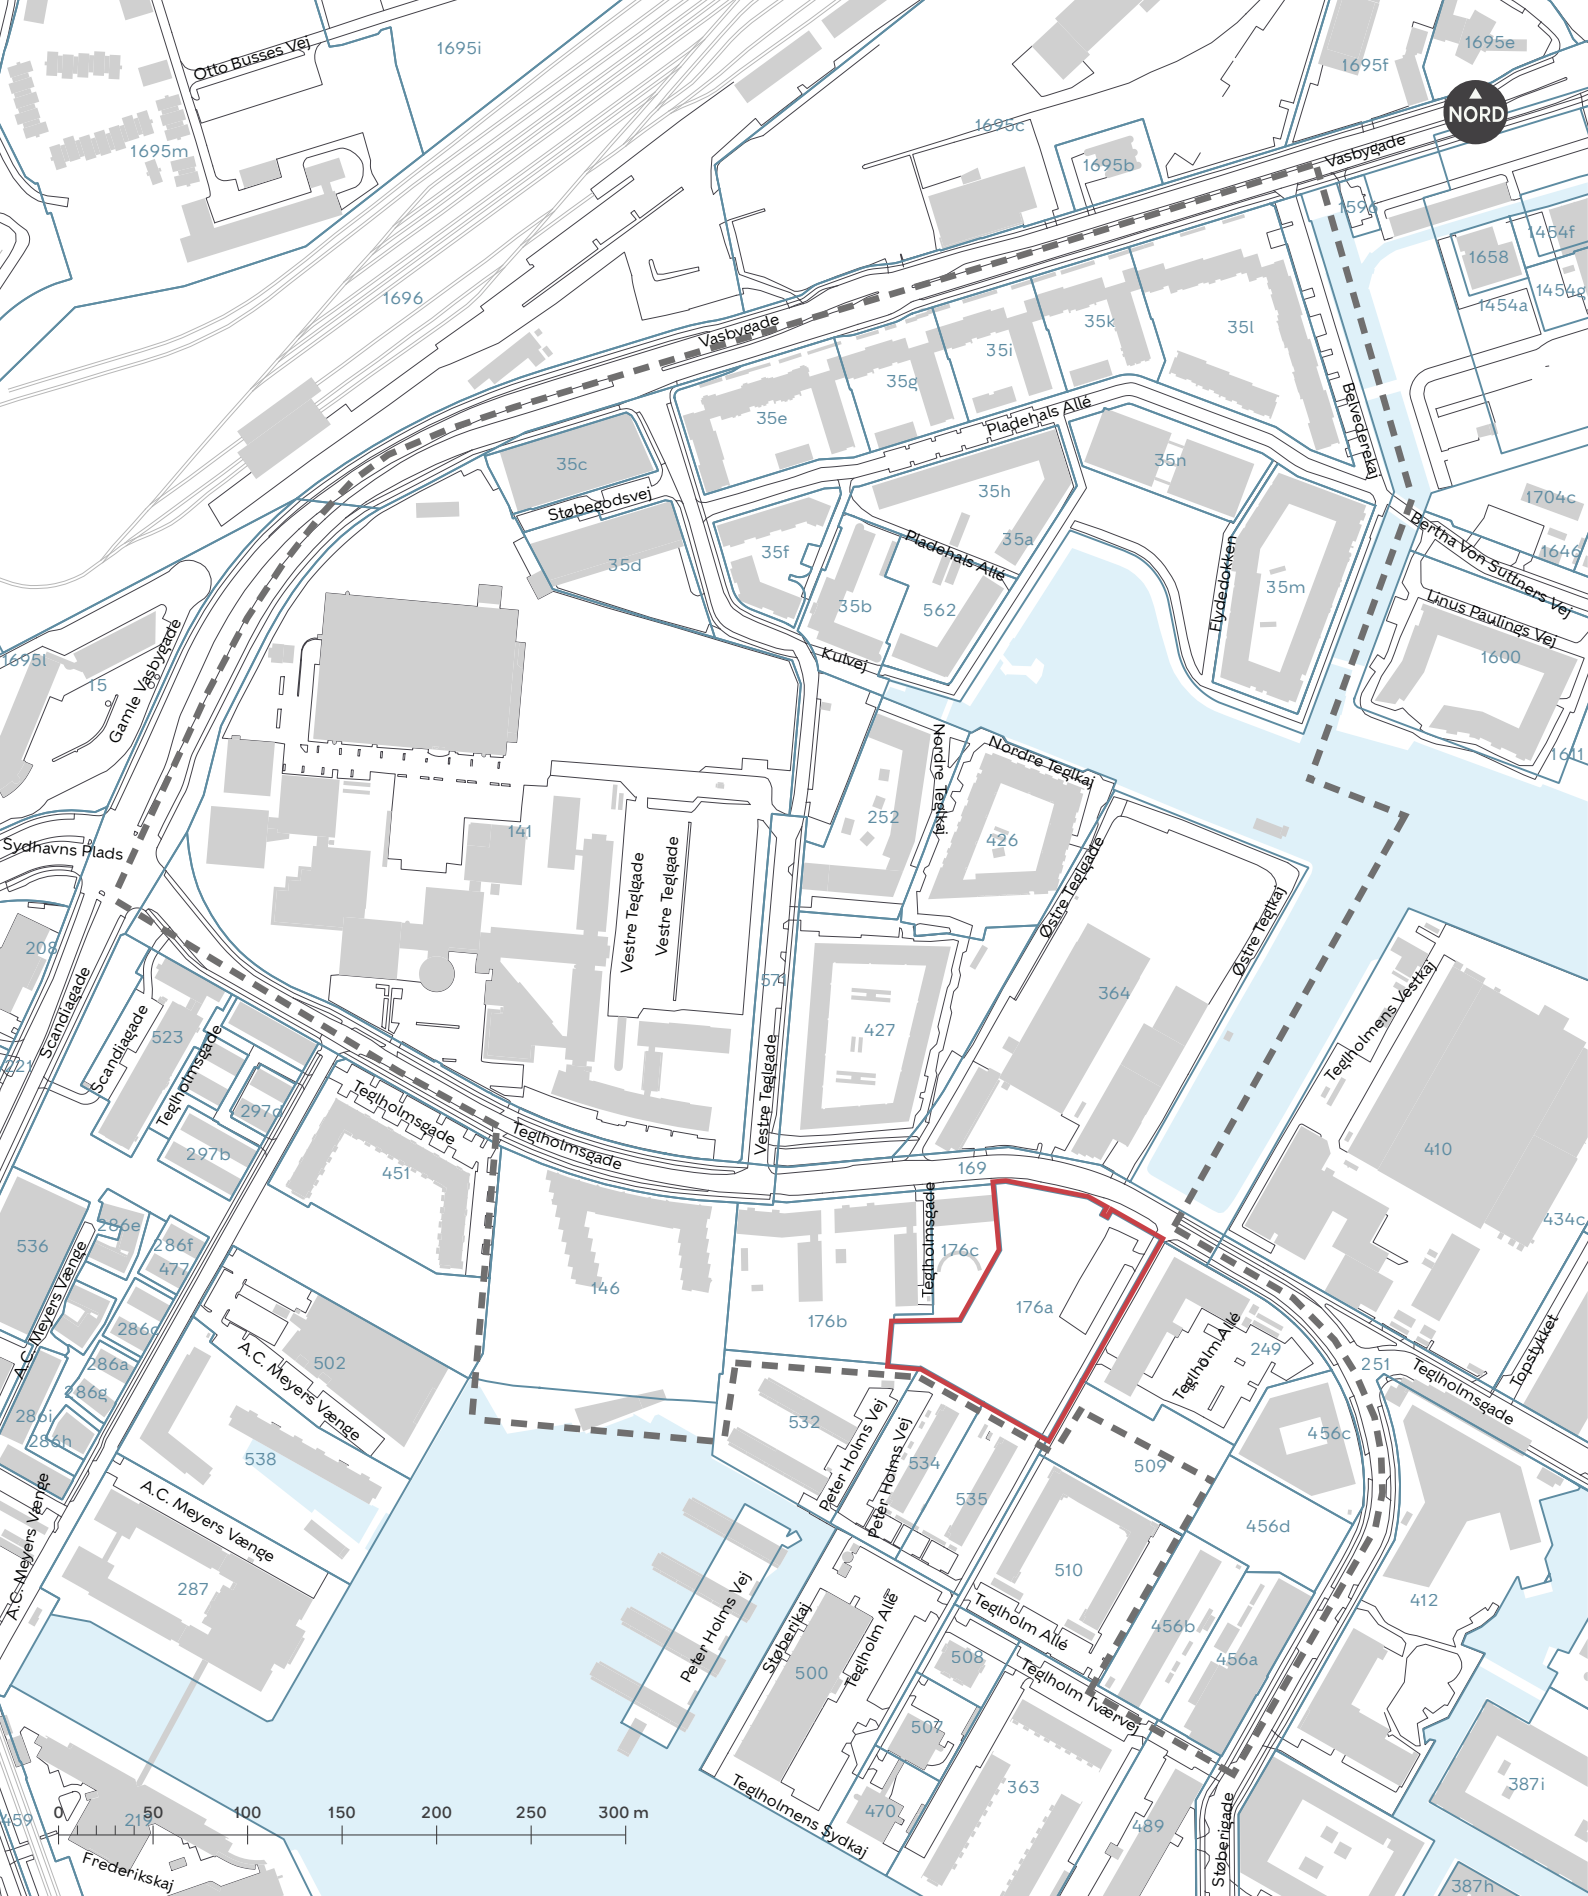 Otto Busses Vej
1695i
1695e
1695f
NORD
1695c
1695m
1695b
Vasbygade
1596
1454f
1658
1454g
1454a
1696
Vasbygade
35l
35k
35i
35g
35e
Belvederekaj
Pladehals Allé
35c
35n
35h
1704c
Støbegodsvej
Bertha Von Suttners Vej
35a
35f
Pladehals Allé
1646
35d
Elydedokken
35m
35b
562
Linus Paulings Vej
1600
1695l
15
Gamle Vasbygade
Kulvej
Nordre Teglkaj
Nordre Teglkaj
1611
252
141
426
Sydhavns Plads
Vestre Teglgade
Vestre Teglgade
Østre Teglgade
Østre Teglkaj
208
571
364
Teglholmens Vestkaj
Scandiagade
Scandiagade
523
Teglholmsgade
427
221
297a
Vestre Teglgade
Teglholmsgade
Teglholmsgade
297b
451
410
169
Teglholmsgade
286e
286f
536
477
176c
434c
146
176a
176b
A.C. Meyers Vænge
286c
502
A.C. Meyers Vænge
Teglholm Allé
249
251
Topstykket
Teglholmsgade
286a
286g
286i
286h
532
Peter Holms Vej
Peter Holms Vej
534
535
509
456c
538
456d
A.C. Meyers Vænge
A.C. Meyers Vænge
287
Peter Holms Vej
Støberikaj
Teglholm Allé
510
Teglholm Allé
412
456b
456a
500
508
Teglholm Tværvej
507
363
387i
470
489
Teglholmens Sydkaj
Støberigade
459
219
0
50
100
150
200
250
300 m
Frederikskaj
387h